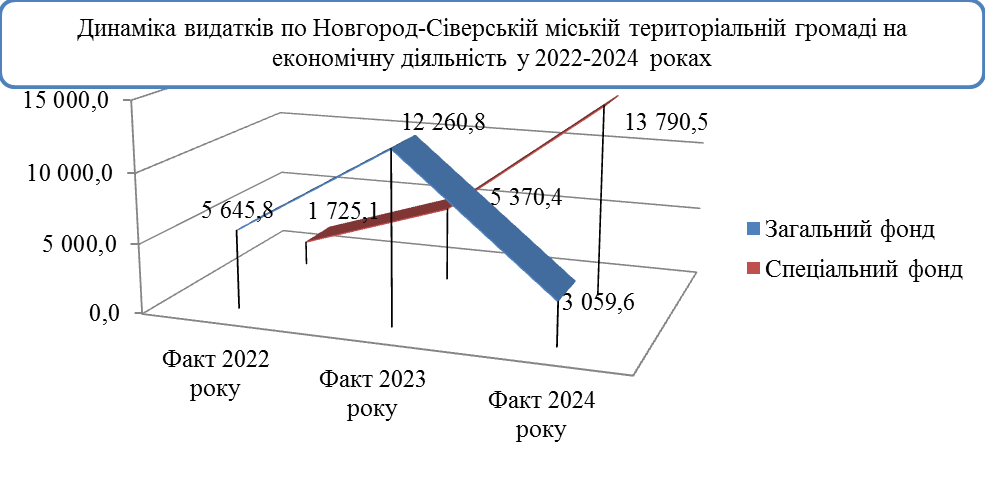 Динаміка видатків по Новгород-Сіверській міській територіальній громаді на
економічну діяльність у 2022-2024 роках
15 000,0
10 000,0
5 000,0
0,0
5 645,8
1 725,1
12 260,8
5 370,4
13 790,5
3 059,6
Факт 2022
року
Факт 2023
року
Факт 2024
року
Загальний фонд
Спеціальний фонд